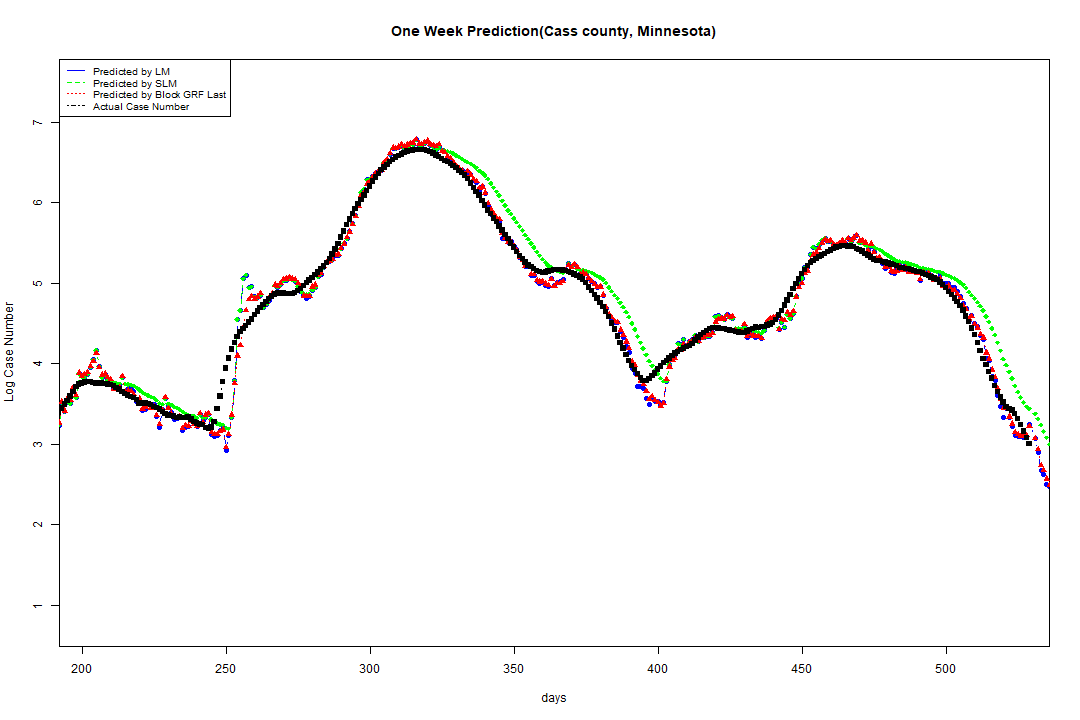 One Week Prediction(Cass county, Minnesota)
Predicted by LM
Predicted by SLM
Predicted by Block GRF Last
Actual Case Number
7
6
5
4
3
2
1
Log Case Number
200 250 300 350 400 450 500
days